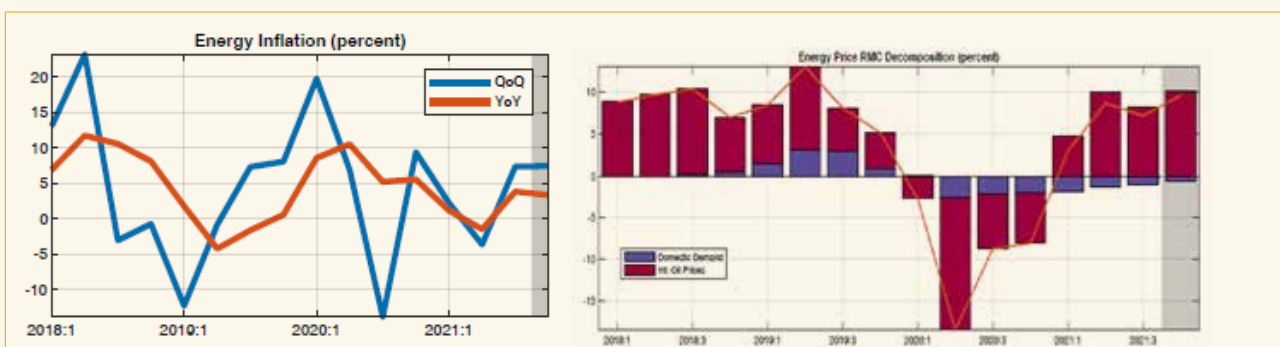 Energy Inflation (percent)
QoQ
YoY
20
15
10
5
0
-5
-10
2018:1 2019:1 2020:1 2021:1
Energy Price RMC Decomposition (percent)
10
5
0
-5
-10
-15
Domestic Demand
Int. Oil Prices
2018:1 2018:3 2019:1 2019:3 2020:1 2020:3 2021:1 2021:3